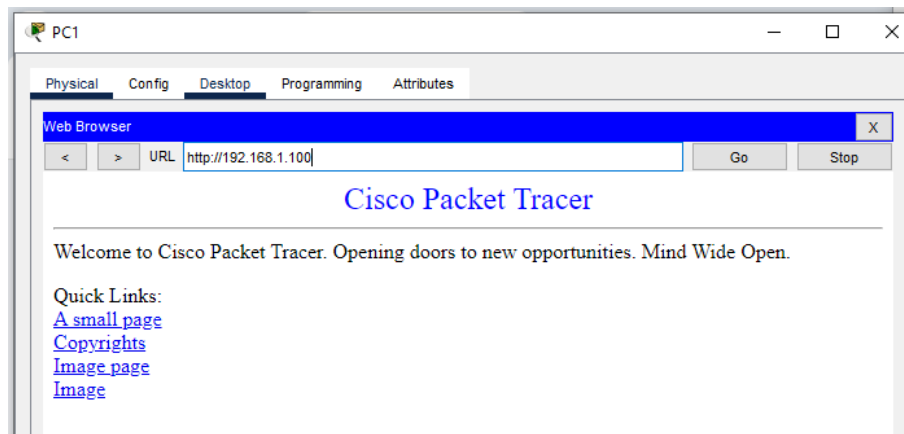 PC1
Physical Config Desktop Programming Attributes
Web Browser X
< > URL http://192.168.1.100 Go Stop
Cisco Packet Tracer
Welcome to Cisco Packet Tracer. Opening doors to new opportunities. Mind Wide Open.
Quick Links:
A small page
Copyrights
Image page
Image